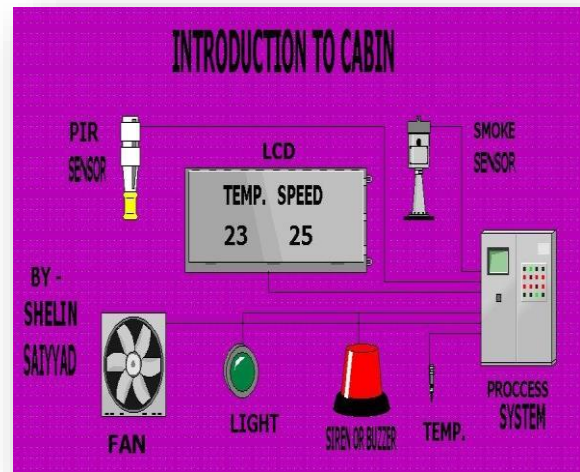 INTRODUCTION TO CABIN
PIR
SENSOR
SMOKE
SENSOR
LCD
TEMP. SPEED
23 25
BY -
SHELIN
SAIYYAD
FAN
LIGHT
SIREN OR BUZZER
TEMP.
PROCCESS
SYSTEM